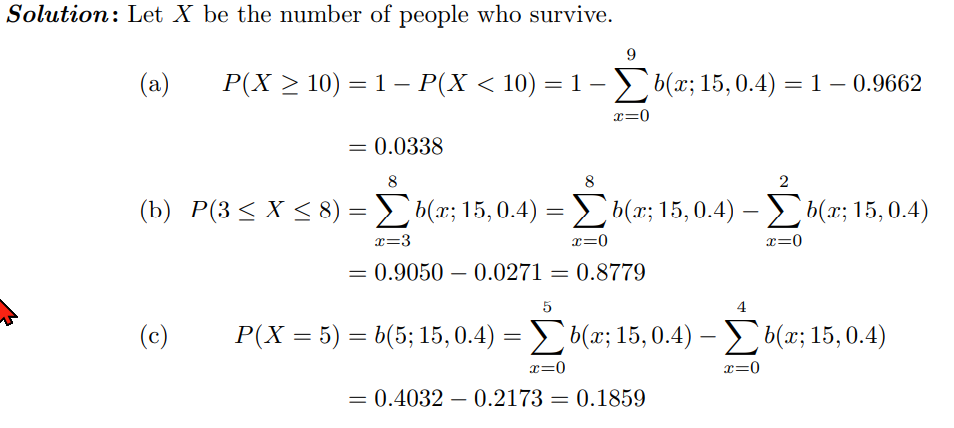 Solution: Let X be the number of people who survive.
(a) P(X ≥ 10) = 1 − P(X < 10) = 1 − ∑_{x=0}^{9} b(x; 15, 0.4) = 1 − 0.9662
= 0.0338
(b) P(3 ≤ X ≤ 8) = ∑_{x=3}^{8} b(x; 15, 0.4) = ∑_{x=0}^{8} b(x; 15, 0.4) − ∑_{x=0}^{2} b(x; 15, 0.4)
= 0.9050 − 0.0271 = 0.8779
(c) P(X = 5) = b(5; 15, 0.4) = ∑_{x=0}^{5} b(x; 15, 0.4) − ∑_{x=0}^{4} b(x; 15, 0.4)
= 0.4032 − 0.2173 = 0.1859